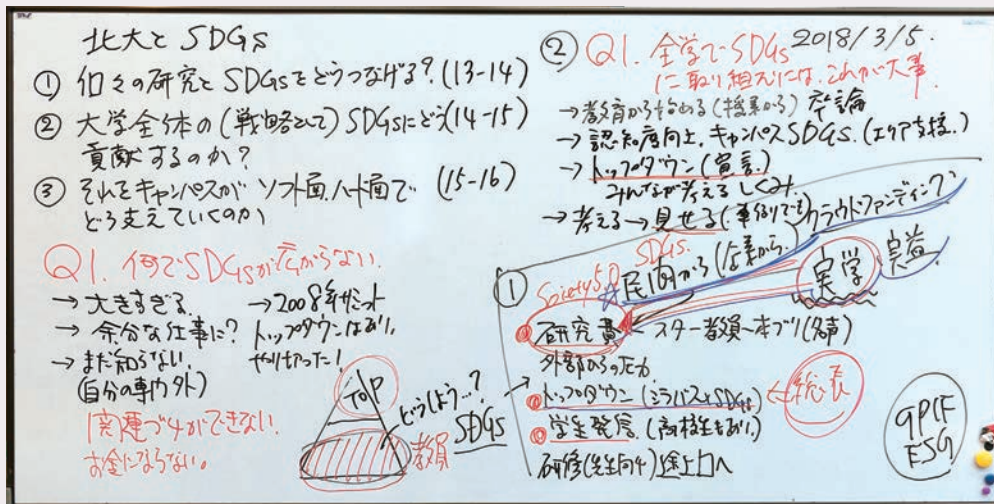 北大と SDGs
① 個々の研究と SDGsをどうつなげる?(13-14)
② 大学全体の(戦略として)SDGsにどう(14-15)
貢献するのか?
③ それをキャンパスが ソフト面,ハード面で (15-16)
どう支えていくのか
Q1. 何でSDGsが広がらない.
→ 大きすぎる
→ 余分な仕事に?
→ まだ知らない.
(自分の専門外)
関連づけができない.
お金にならない.
→2008年サミット
トップダウンはあり,
やりきった!
TOP
どうしよう…?
教員
SDGs
② Q1. 全学でSDGs 2018/3/5.
に取り組むには,これが大事
→ 教育から始める(授業から) 卒論
→ 認知度向上,キャンパスSDGs.(エリア支援.)
→ トップダウン(宣言.)
みんなが考える しくみ
→ 考える→見せる(事例でも)クラウドファンディング
SDGs.
① Society5.0
民間から(企業から.)
実学 実益
研究費 ← スター教員一本づり(名声)
外部からの圧力
→ トップダウン(シラバスとSDGs) ← 総長
学生発信.(高校生もあり.)
研修(先生向け)途上国へ
GPIF
ESG